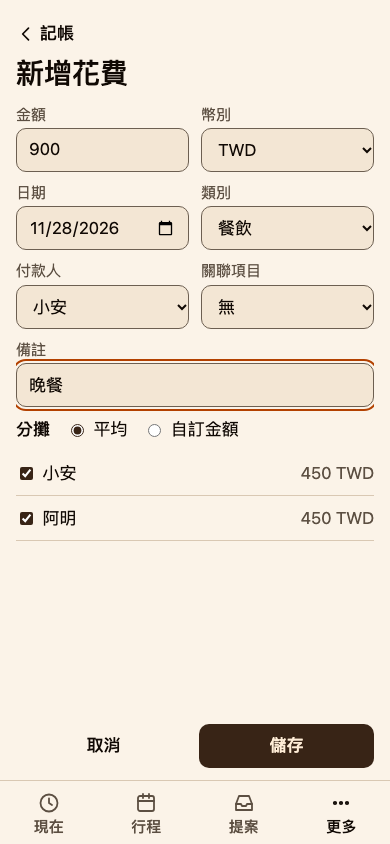 記帳
新增花費
金額 幣別
900 TWD
日期 類別
11/28/2026 餐飲
付款人 關聯項目
小安 無
備註
晚餐
分攤 平均 自訂金額
小安 450 TWD
阿明 450 TWD
取消 儲存
現在 行程 提案 更多